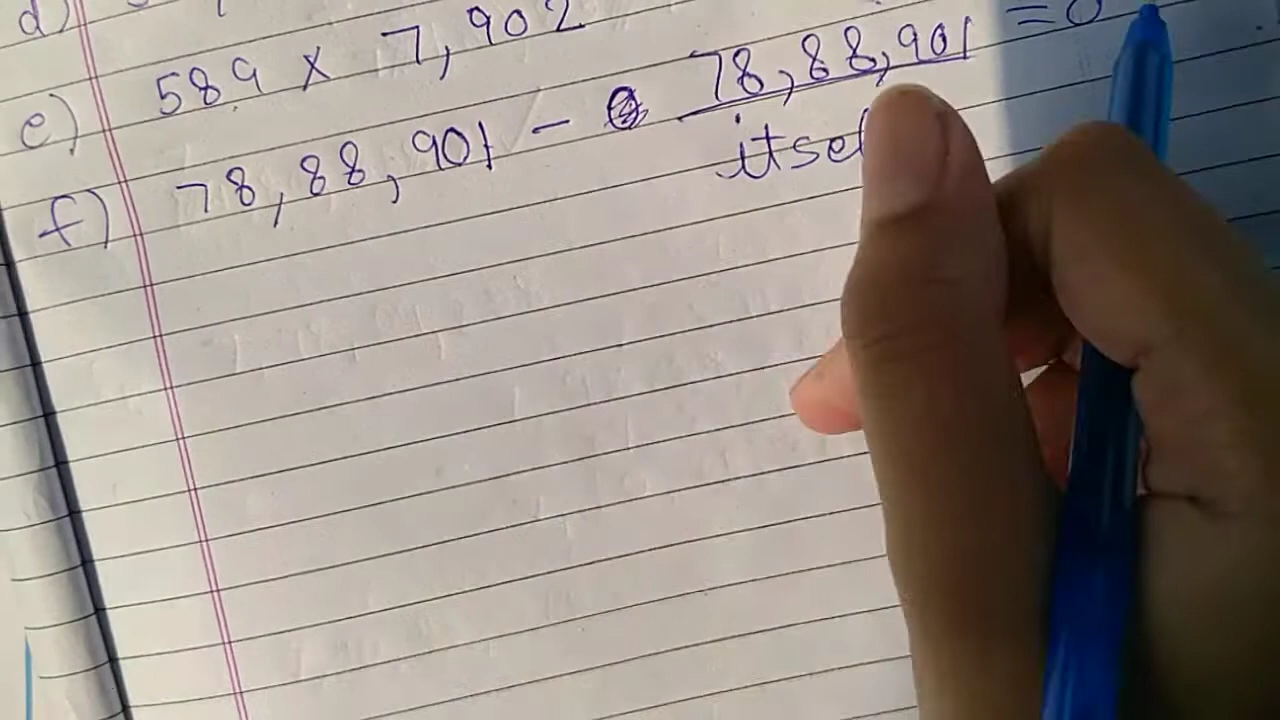 d)
e) 589 × 7,902
f) 78,88,901 - 78,88,901 = 0
itsel